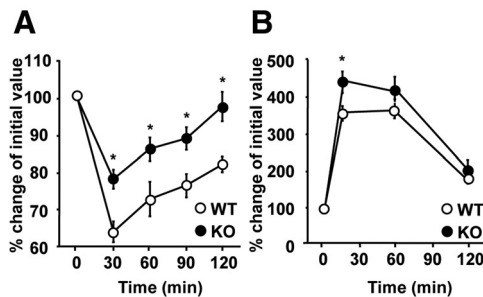 A
% change of initial value
110
100
90
80
70
60
*
*
*
*
WT
KO
0 30 60 90 120
Time (min)
B
% change of initial value
500
400
300
200
100
0
*
WT
KO
0 30 60 90 120
Time (min)